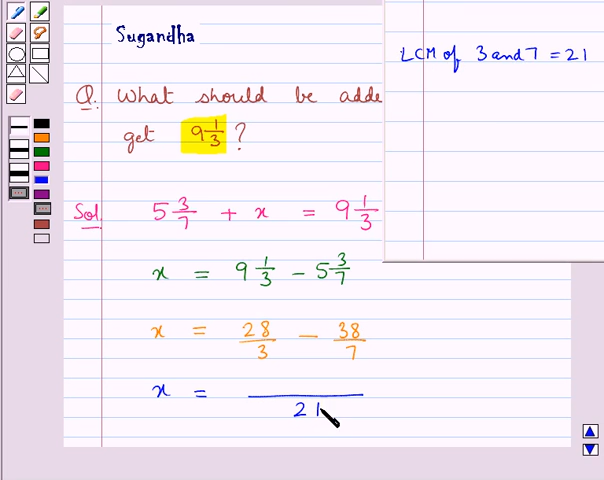 Sugandha
LCM of 3 and 7 = 21
Q. What should be adde
get 9 1/3 ?
Sol. 5 3/7 + x = 9 1/3
x = 9 1/3 − 5 3/7
x = 28/3 − 38/7
x = /21